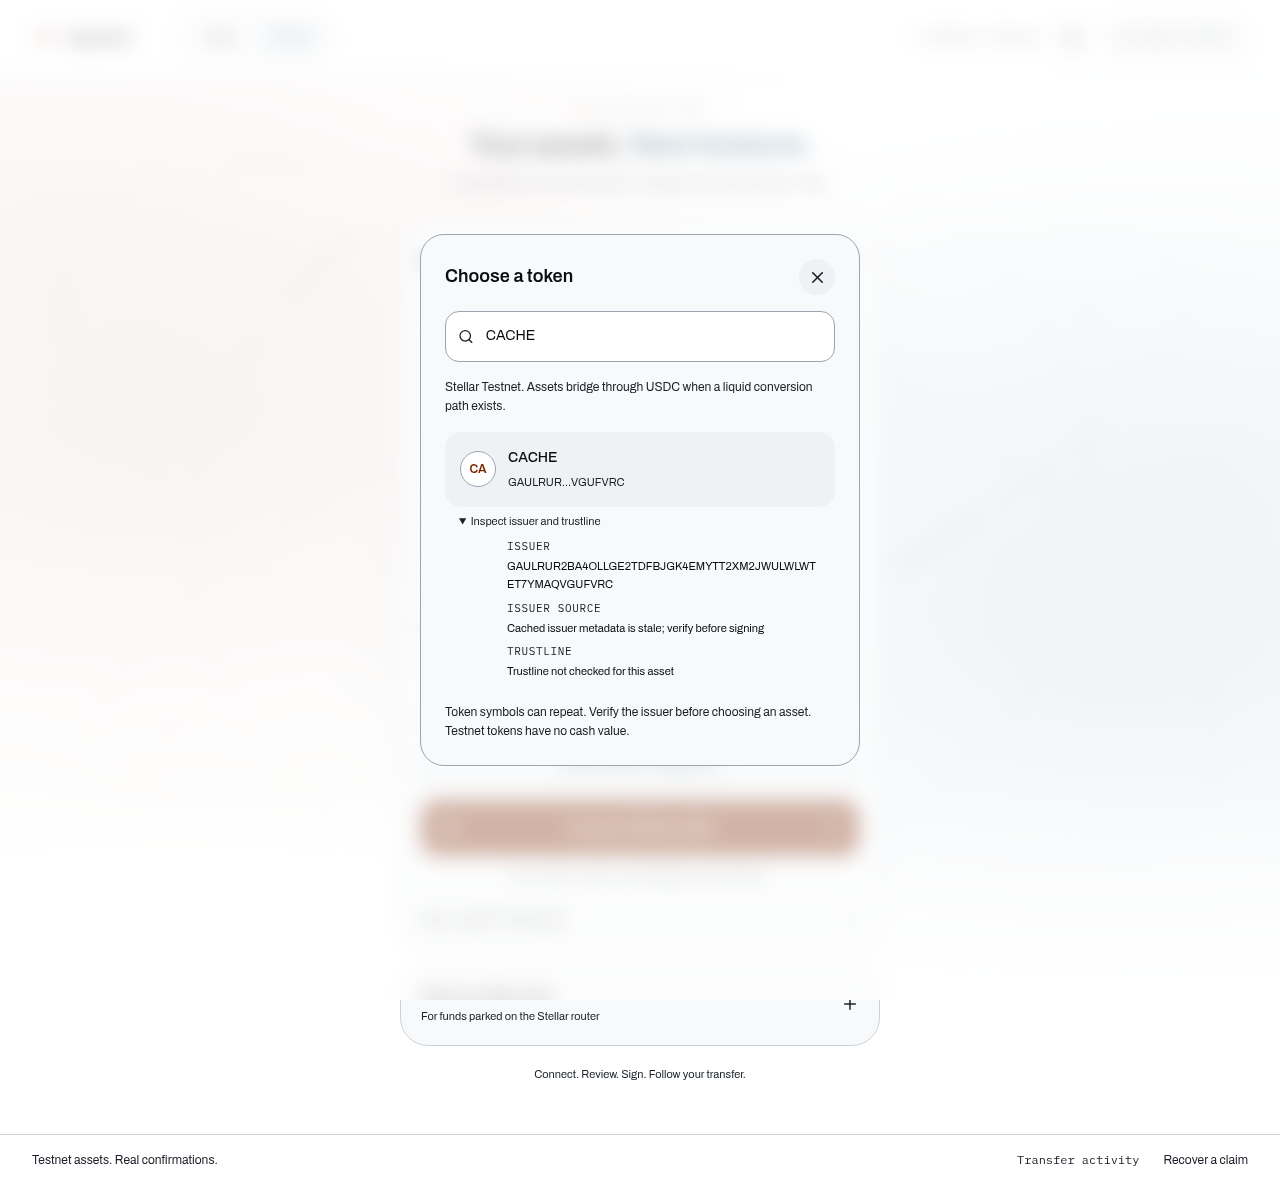 Choose a token
CACHE
Stellar Testnet. Assets bridge through USDC when a liquid conversion
path exists.
CA
CACHE
GAULRUR...VGUFVRC
Inspect issuer and trustline
ISSUER
GAULRUR2BA4OLLGE2TDFBJGK4EMYTT2XM2JWULWLWT
ET7YMAQVGUFVRC
ISSUER SOURCE
Cached issuer metadata is stale; verify before signing
TRUSTLINE
Trustline not checked for this asset
Token symbols can repeat. Verify the issuer before choosing an asset.
Testnet tokens have no cash value.
For funds parked on the Stellar router
Connect. Review. Sign. Follow your transfer.
Testnet assets. Real confirmations.
Transfer activity
Recover a claim